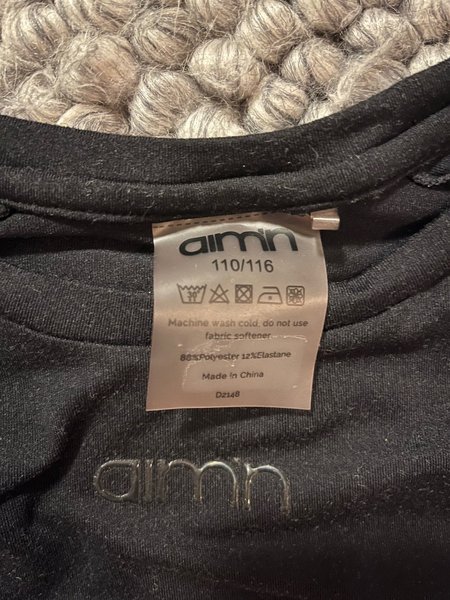 aim'n
110/116
30
Machine wash cold, do not use
fabric softener
88%Polyester 12%Elastane
Made in China
D2148
aim'n